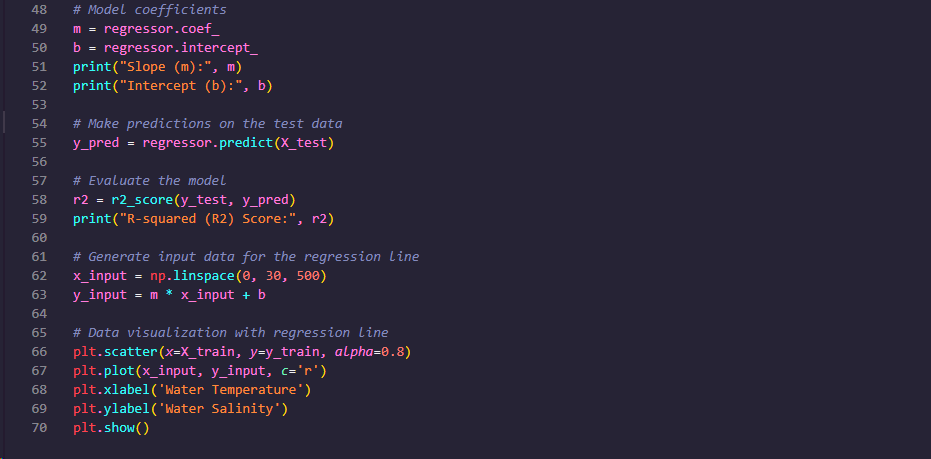 48 # Model coefficients
49 m = regressor.coef_
50 b = regressor.intercept_
51 print("Slope (m):", m)
52 print("Intercept (b):", b)
53
54 # Make predictions on the test data
55 y_pred = regressor.predict(X_test)
56
57 # Evaluate the model
58 r2 = r2_score(y_test, y_pred)
59 print("R-squared (R2) Score:", r2)
60
61 # Generate input data for the regression line
62 x_input = np.linspace(0, 30, 500)
63 y_input = m * x_input + b
64
65 # Data visualization with regression line
66 plt.scatter(x=X_train, y=y_train, alpha=0.8)
67 plt.plot(x_input, y_input, c='r')
68 plt.xlabel('Water Temperature')
69 plt.ylabel('Water Salinity')
70 plt.show()